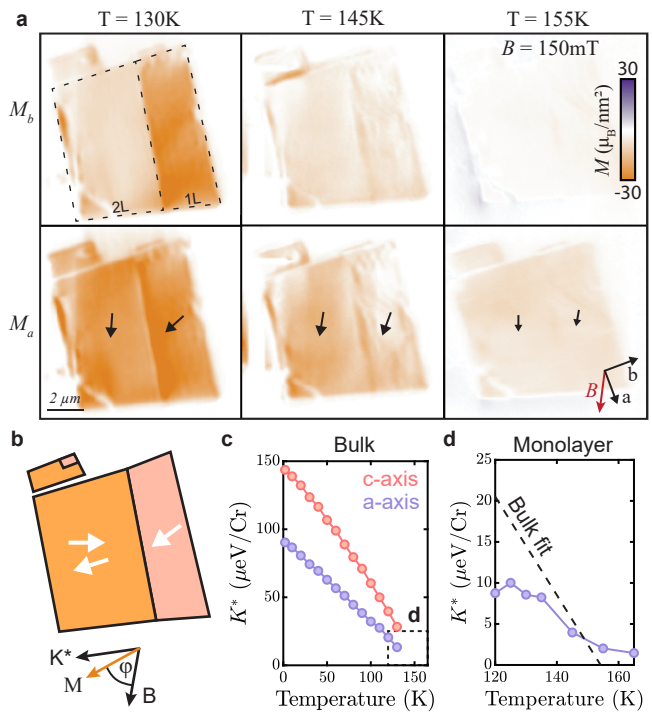 a
T = 130K
T = 145K
T = 155K
B = 150mT
M_b
30
M (μ_B/nm²)
-30
2L
1L
M_a
2 μm
b
B
a
b
K*
M
φ
B
c
Bulk
150
100
50
0
c-axis
a-axis
d
0
50
100
150
K* (μeV/Cr)
Temperature (K)
d
Monolayer
25
20
15
10
5
0
Bulk fit
120
140
160
K* (μeV/Cr)
Temperature (K)